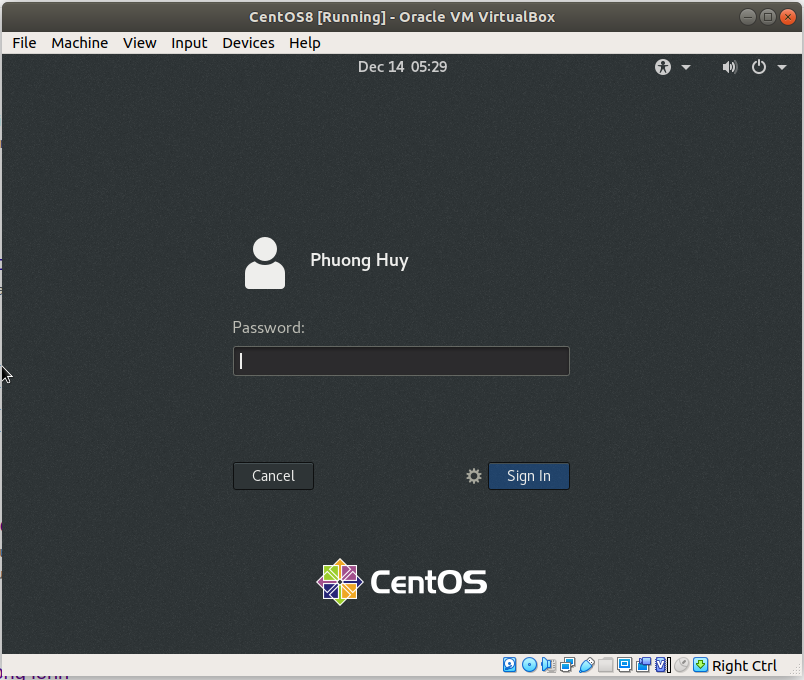 CentOS8 [Running] - Oracle VM VirtualBox
File Machine View Input Devices Help
Dec 14 05:29
Phuong Huy
Password:
Cancel Sign In
CentOS
Right Ctrl